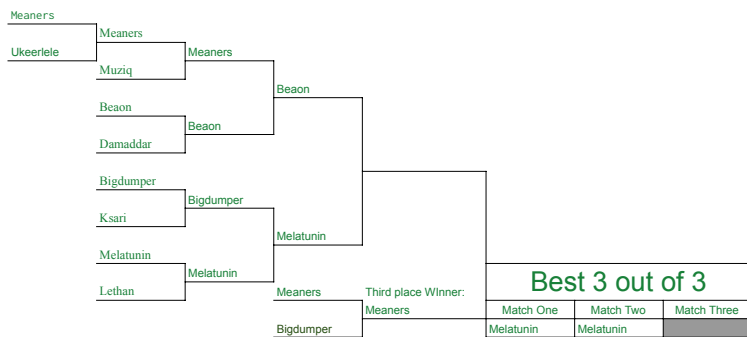 Meaners
Ukeerlele
Meaners
Muziq
Meaners
Beaon
Damaddar
Beaon
Beaon
Bigdumper
Ksari
Bigdumper
Melatunin
Lethan
Melatunin
Melatunin
Meaners
Bigdumper
Third place WInner:
Meaners
Best 3 out of 3
Match One Match Two Match Three
Melatunin Melatunin